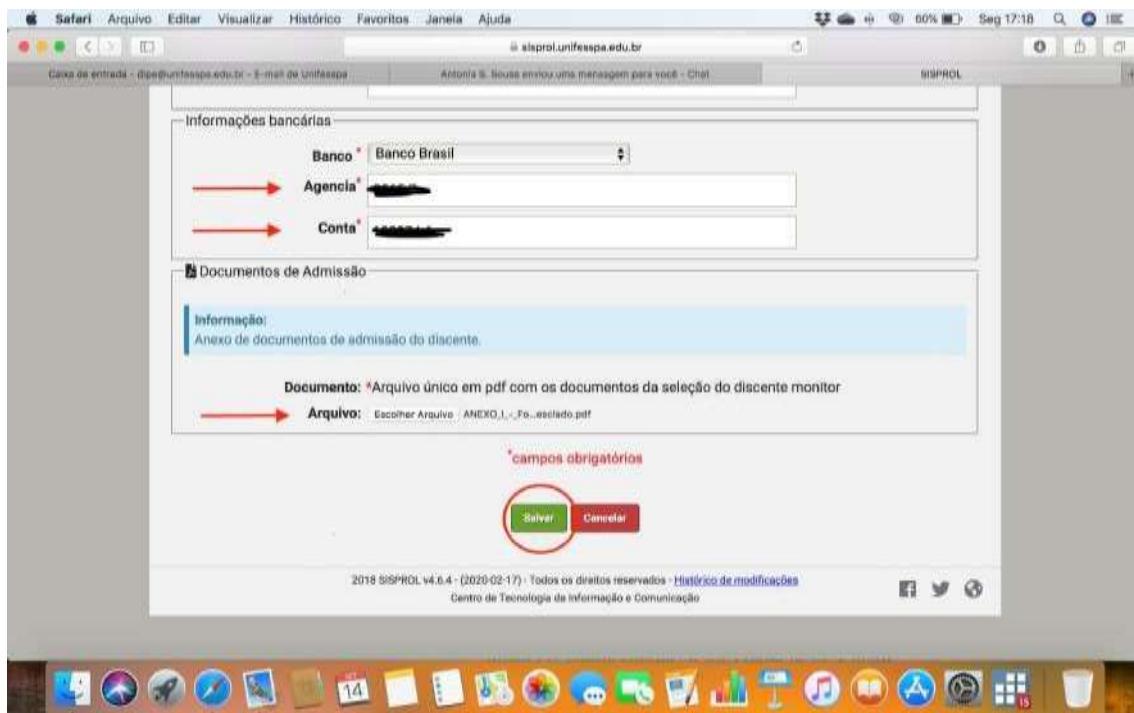 Safari Arquivo Editar Visualizar Histórico Favoritos Janela Ajuda 60% Seg 17:18
sisprol.unifesspa.edu.br
Caixa de entrada - dipe@unifesspa.edu.br - E-mail de Unifesspa Antonia S. Sousa enviou uma mensagem para você - Chat SISPROL
Informações bancárias
Banco * Banco Brasil
Agencia*
Conta*
Documentos de Admissão
Informação:
Anexo de documentos de admissão do discente.
Documento: *Arquivo único em pdf com os documentos da seleção do discente monitor
Arquivo: Escolher Arquivo ANEXO_I_-_Fo...esclado.pdf
*campos obrigatórios
Salvar Cancelar
2018 SISPROL v4.6.4 - (2020-02-17) - Todos os direitos reservados - Histórico de modificações
Centro de Tecnologia de Informação e Comunicação
14